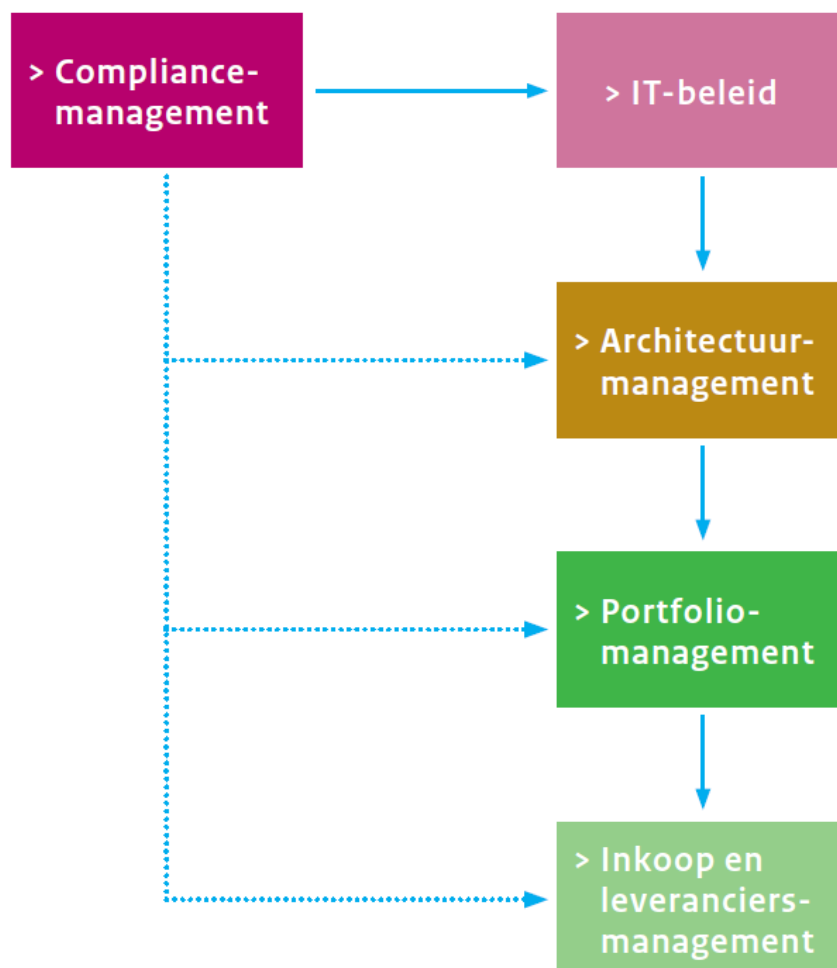 > Compliance-
management
> IT-beleid
> Architectuur-
management
> Portfolio-
management
> Inkoop en
leveranciers-
management